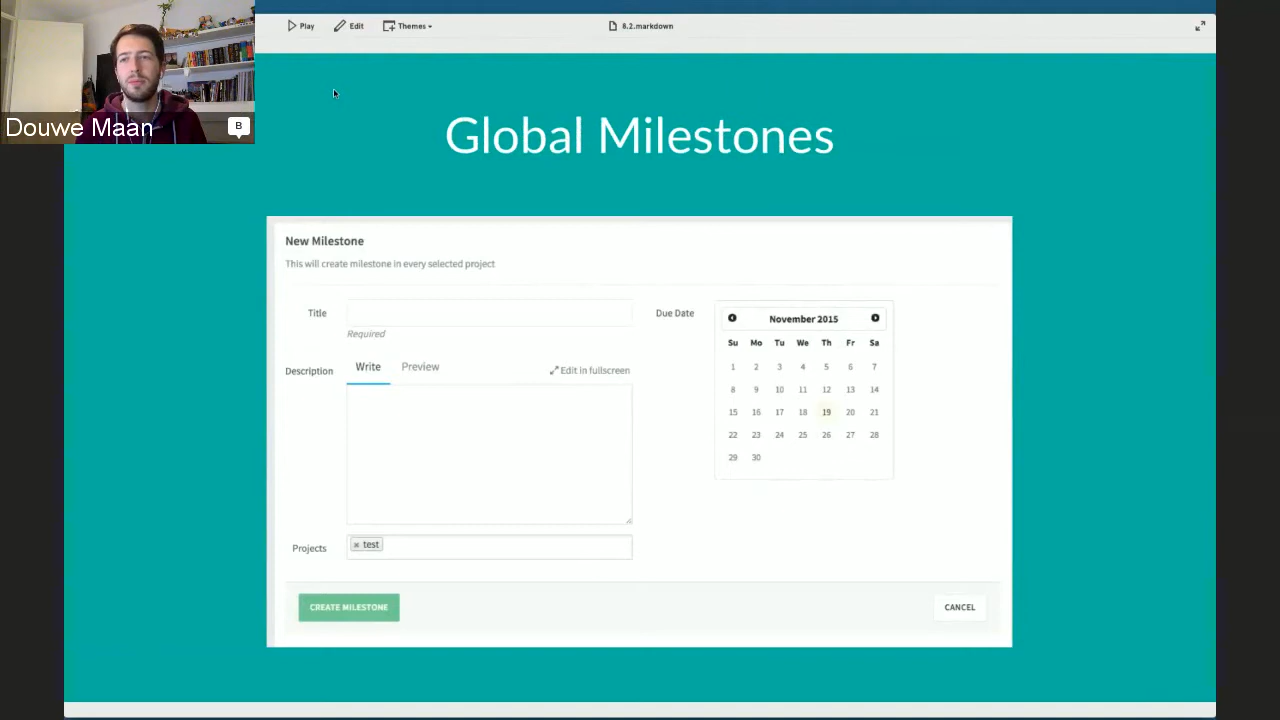 Play Edit Themes 8.2.markdown
Douwe Maan B
Global Milestones
New Milestone
This will create milestone in every selected project
Title
Required
Description Write Preview Edit in fullscreen
Projects × test
Due Date
November 2015
Su Mo Tu We Th Fr Sa
1 2 3 4 5 6 7
8 9 10 11 12 13 14
15 16 17 18 19 20 21
22 23 24 25 26 27 28
29 30
CREATE MILESTONE CANCEL